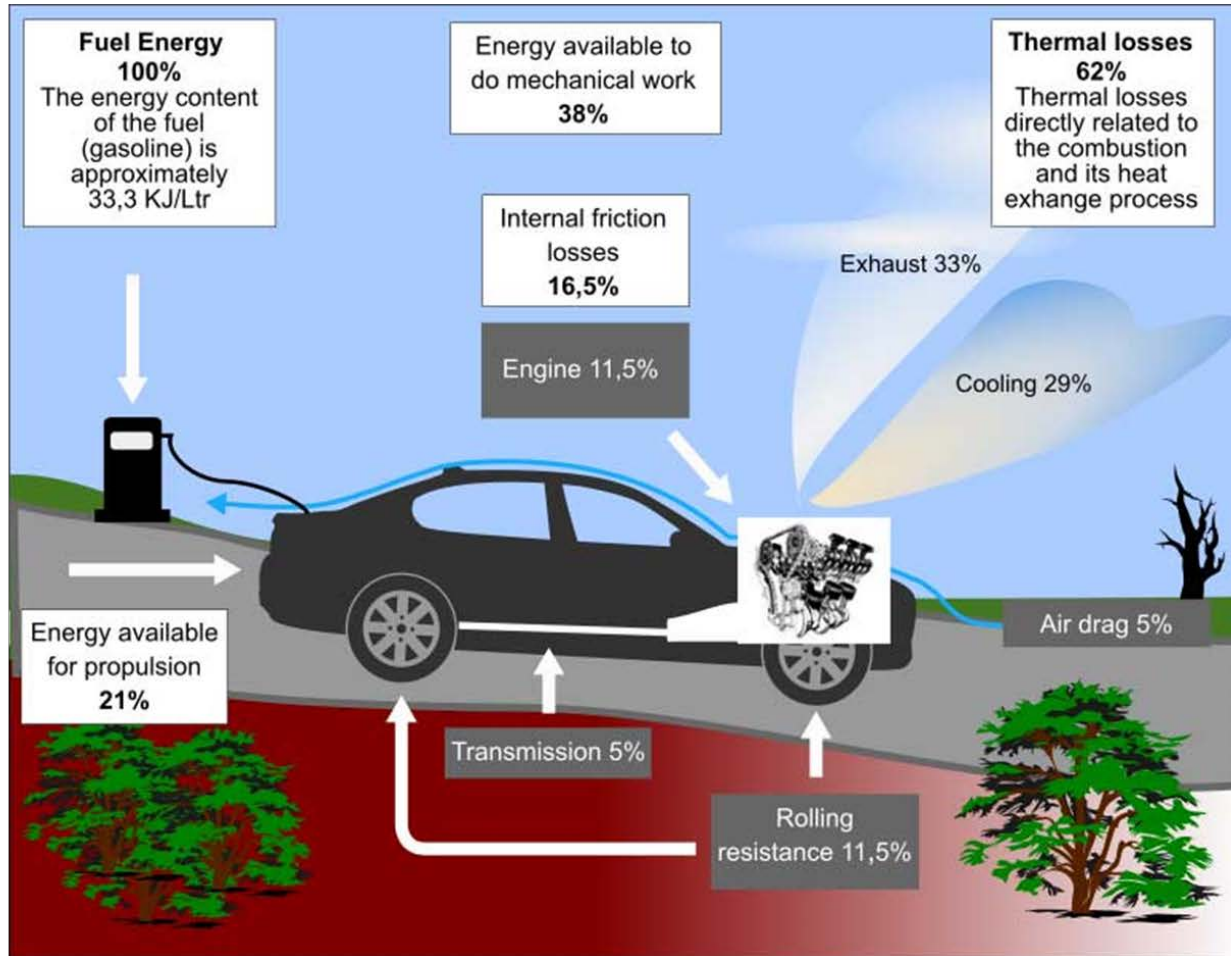 Fuel Energy
100%
The energy content
of the fuel
(gasoline) is
approximately
33,3 KJ/Ltr
Energy available to
do mechanical work
38%
Thermal losses
62%
Thermal losses
directly related to
the combustion
and its heat
exhange process
Internal friction
losses
16,5%
Exhaust 33%
Engine 11,5%
Cooling 29%
Air drag 5%
Energy available
for propulsion
21%
Transmission 5%
Rolling
resistance 11,5%